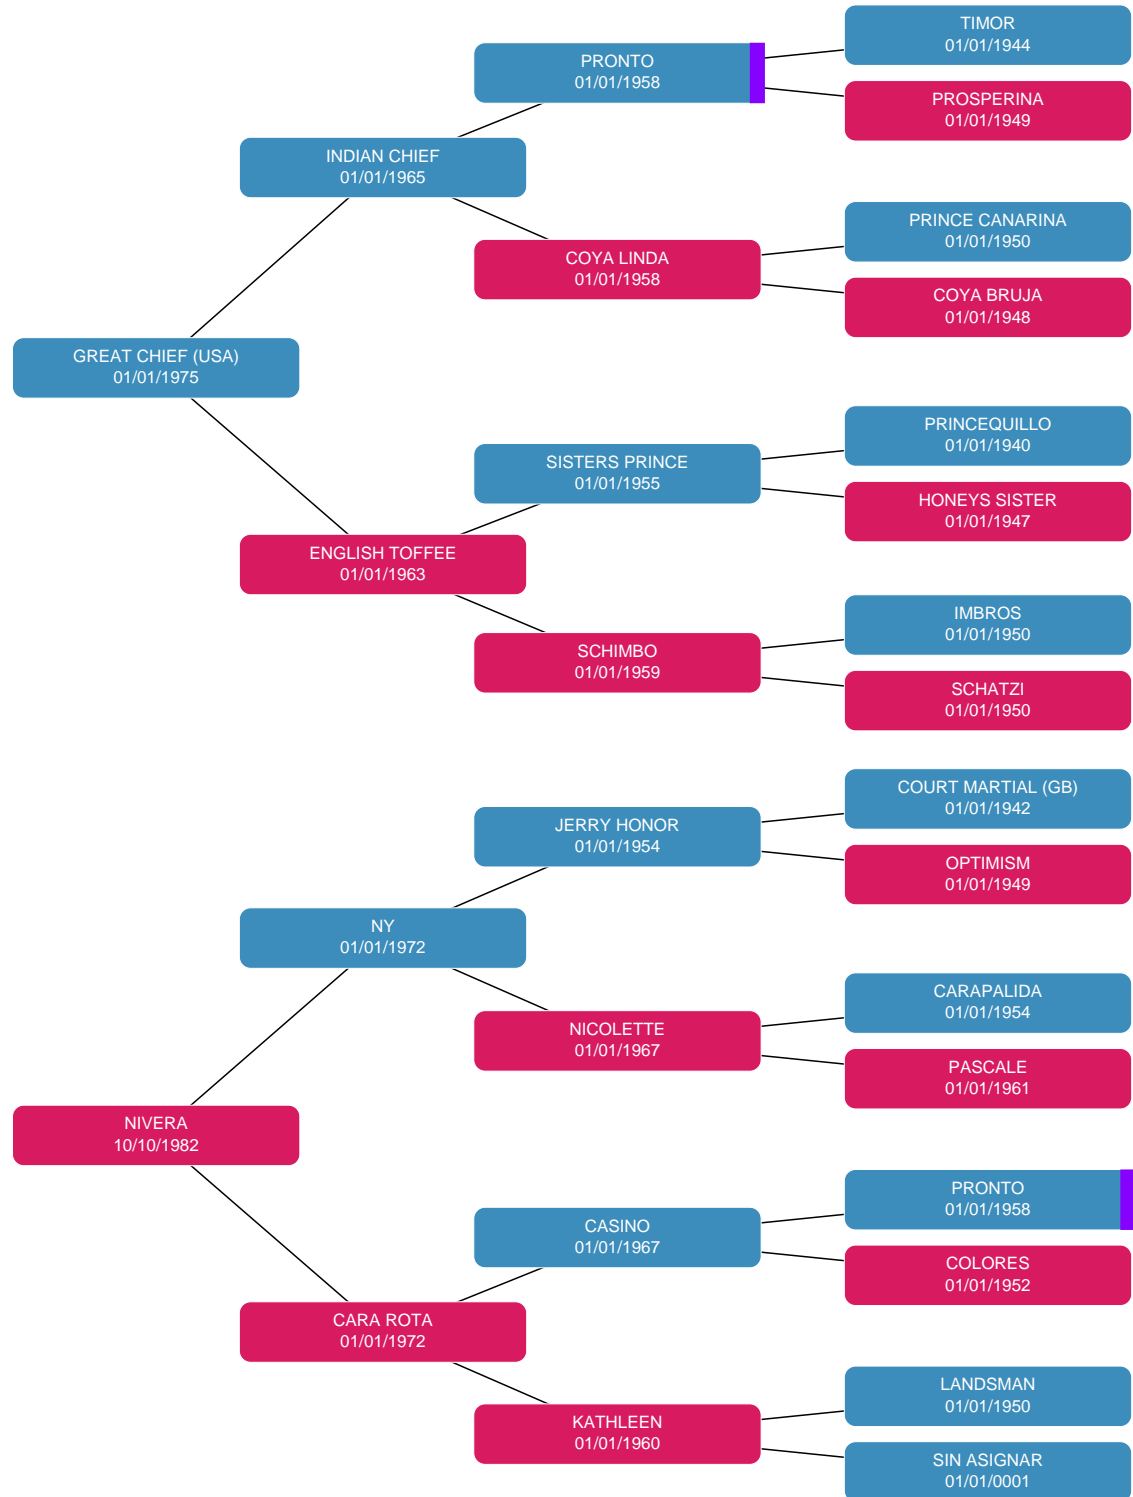 TIMOR
01/01/1944
PRONTO
01/01/1958
PROSPERINA
01/01/1949
INDIAN CHIEF
01/01/1965
PRINCE CANARINA
01/01/1950
COYA LINDA
01/01/1958
COYA BRUJA
01/01/1948
GREAT CHIEF (USA)
01/01/1975
PRINCEQUILLO
01/01/1940
SISTERS PRINCE
01/01/1955
HONEYS SISTER
01/01/1947
ENGLISH TOFFEE
01/01/1963
IMBROS
01/01/1950
SCHIMBO
01/01/1959
SCHATZI
01/01/1950
COURT MARTIAL (GB)
01/01/1942
JERRY HONOR
01/01/1954
OPTIMISM
01/01/1949
NY
01/01/1972
CARAPALIDA
01/01/1954
NICOLETTE
01/01/1967
PASCALE
01/01/1961
NIVERA
10/10/1982
PRONTO
01/01/1958
CASINO
01/01/1967
COLORES
01/01/1952
CARA ROTA
01/01/1972
LANDSMAN
01/01/1950
KATHLEEN
01/01/1960
SIN ASIGNAR
01/01/0001